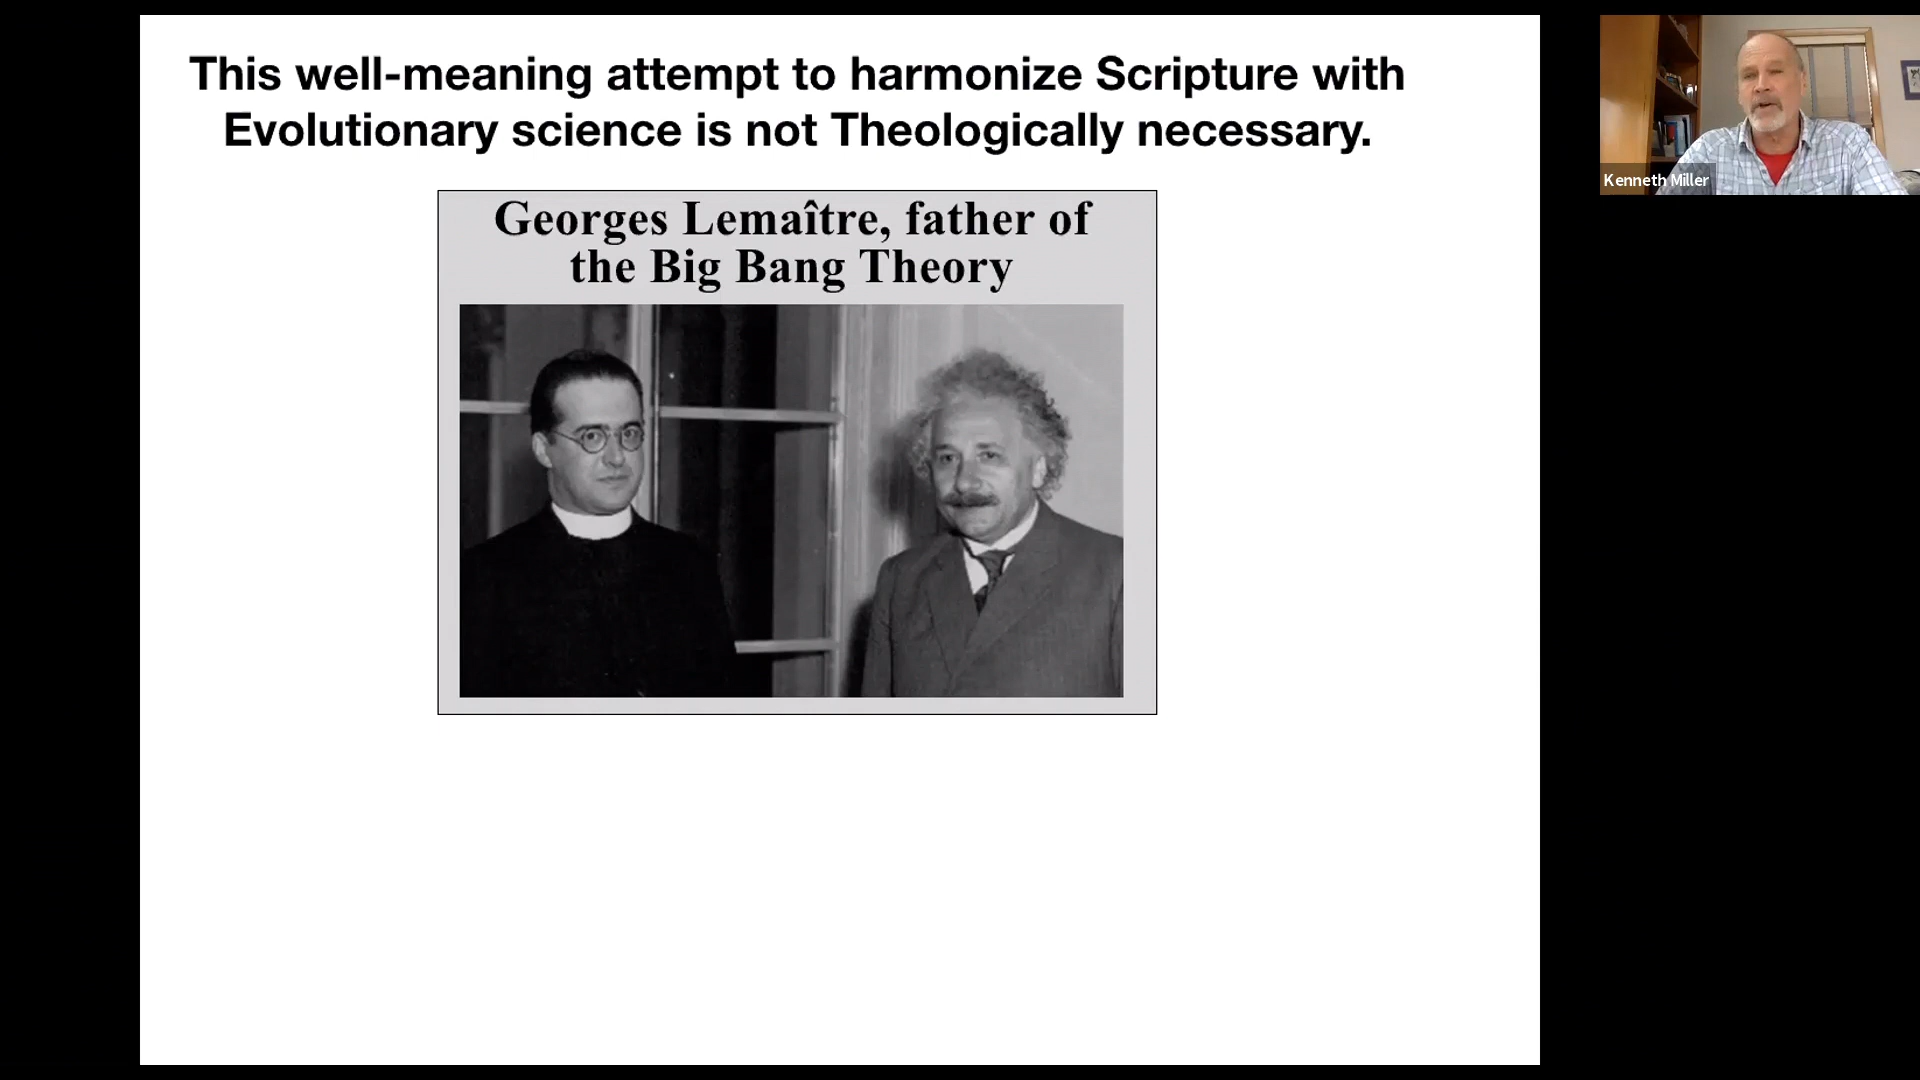 This well-meaning attempt to harmonize Scripture with
Evolutionary science is not Theologically necessary.
Georges Lemaître, father of
the Big Bang Theory
Kenneth Miller